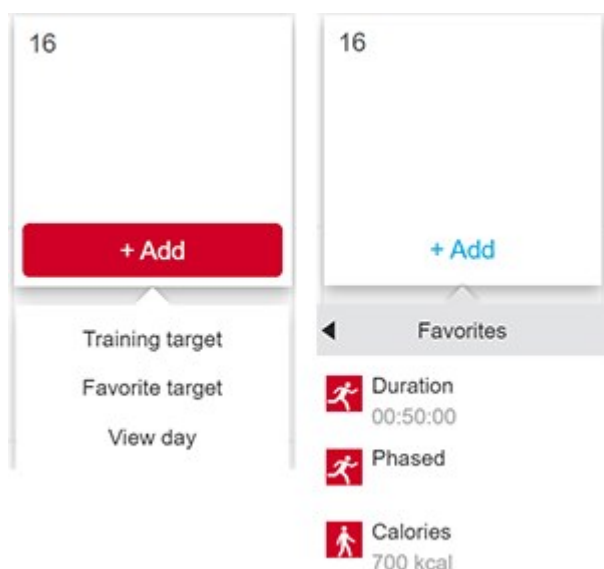 16
+ Add
Training target
Favorite target
View day
16
+ Add
Favorites
Duration
00:50:00
Phased
Calories
700 kcal